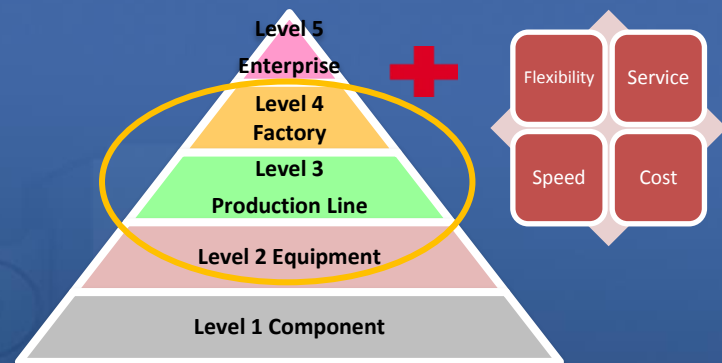 Level 5
Enterprise
Level 4
Factory
Level 3
Production Line
Level 2 Equipment
Level 1 Component
Flexibility
Service
Speed
Cost